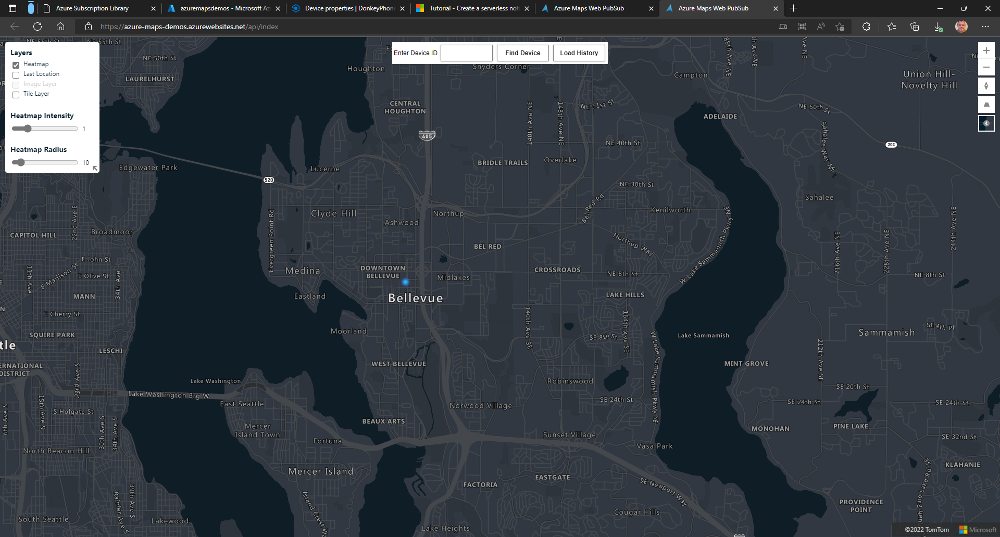 Azure Subscription Library
azuremapsdemos - Microsoft Az
Device properties | DonkeyPhon
Tutorial - Create a serverless not
Azure Maps Web PubSub
Azure Maps Web PubSub
https://azure-maps-demos.azurewebsites.net/api/index
Layers
Heatmap
Last Location
Image Layer
Tile Layer
Heatmap Intensity
1
Heatmap Radius
10
Enter Device ID
Find Device
Load History
NE 55th St
NE 55th St
NE 50th St
LAURELHURST
Houghton
Snyders Corner
Campton
Union Hill-
Novelty Hill
88th Ave NE
CENTRAL
HOUGHTON
140th Ave NE
148th Ave NE
NE 51st St
ADELAIDE
NE 50th St
Sahalee Way NE
405
NE 40th St
202
Edgewater Park
Lucerne
BRIDLE TRAILS
Overlake
520
NE 30th St
Sahalee
Clyde Hill
Northup
Ashwood
Bel Red Rd
Kenilworth
22nd Ave E
Broadmoor
CAPITOL HILL
Evergreen Point Rd
BEL RED
Northup Way
W Lake Sammamish Pkwy NE
216th Ave NE
228th Ave NE
244th Ave NE
E John St
E Madison St
E Olive St
11th Ave
34th Ave
Medina
DOWNTOWN
BELLEVUE
Midlakes
CROSSROADS
NE 8th St
NE 8th St
MANN
Eastland
Bellevue
LAKE HILLS
E Cherry St
SQUIRE PARK
Moorland
140th Ave SE
164th Ave SE
SE 8th St
Lake Sammamish
SE 4th Pl
Sammamish
tle
LESCHI
ERNATIONAL
DISTRICT
23rd Ave S
WEST BELLEVUE
W Lake Sammamish Pkwy SE
MINT GROVE
212th Ave SE
Lake Washington
Robinswood
SE 20th St
Lake Washington Brg W
East Seattle
Norwood Village
SE 24th St
SE 24th St
SE 24th St
15th Ave S
6th Ave S
S Holgate St
30th Ave S
34th Ave S
BEAUX ARTS
Mercer
Island Town
Fortuna
Sunset Village
Vasa Park
MONOHAN
PINE LAKE
SE 32nd St
North Beacon Hill
KLAHANIE
Mercer Island
EASTGATE
FACTORIA
SE Newport Way
39th Ave S
Rainier Ave S
Island Crest Wa
Cougar Hills
PROVIDENCE
POINT
uah Pine Lake Rd SE
South Seattle
Lakewood
Lake Heights
©2022 TomTom
Microsoft